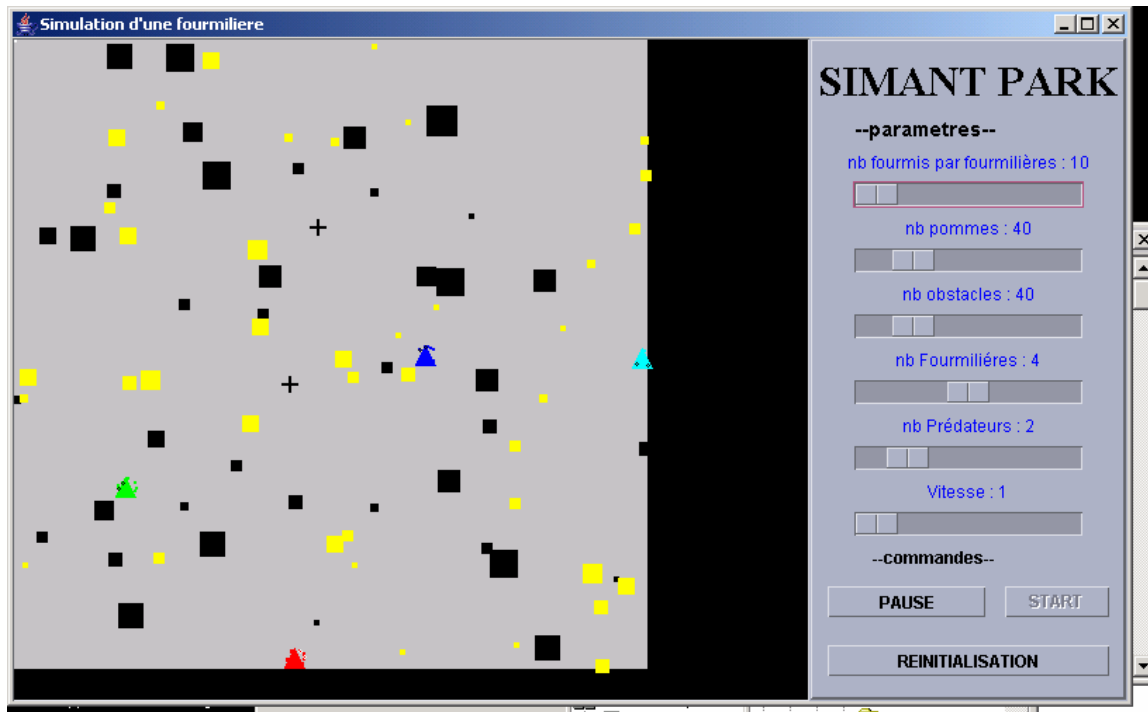 Simulation d'une fourmiliere
SIMANT PARK
--parametres--
nb fourmis par fourmilières : 10
nb pommes : 40
nb obstacles : 40
nb Fourmiliéres : 4
nb Prédateurs : 2
Vitesse : 1
--commandes--
PAUSE
START
REINITIALISATION